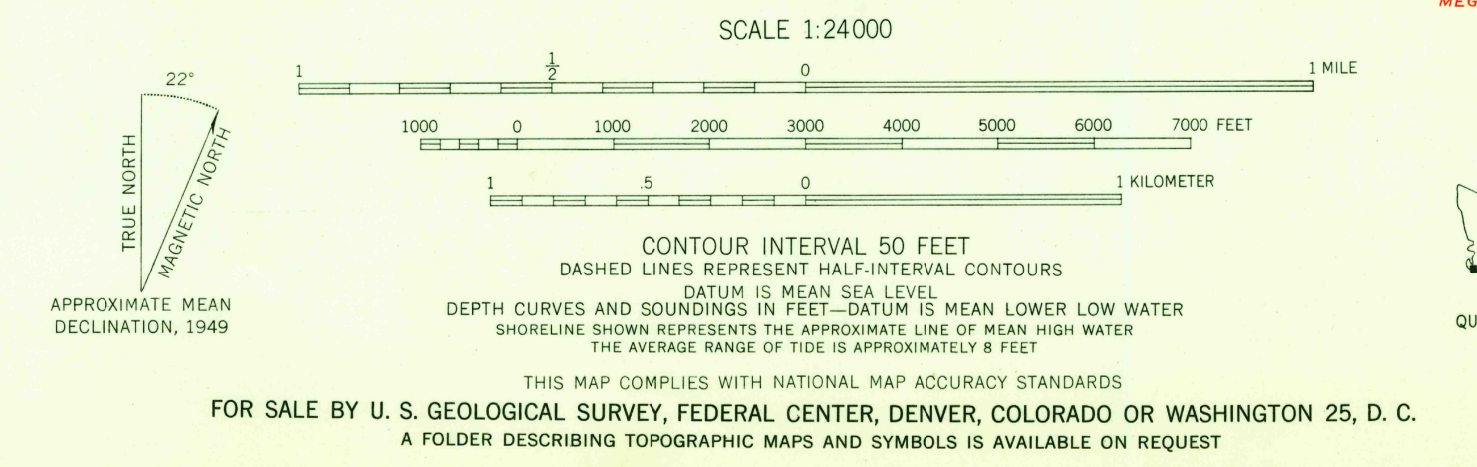 MEG
SCALE 1:24000
1 1/2 0 1 MILE
22°
1000 0 1000 2000 3000 4000 5000 6000 7000 FEET
TRUE NORTH
MAGNETIC NORTH
1 .5 0 1 KILOMETER
APPROXIMATE MEAN
DECLINATION, 1949
CONTOUR INTERVAL 50 FEET
DASHED LINES REPRESENT HALF-INTERVAL CONTOURS
DATUM IS MEAN SEA LEVEL
DEPTH CURVES AND SOUNDINGS IN FEET—DATUM IS MEAN LOWER LOW WATER
SHORELINE SHOWN REPRESENTS THE APPROXIMATE LINE OF MEAN HIGH WATER
THE AVERAGE RANGE OF TIDE IS APPROXIMATELY 8 FEET
QU
THIS MAP COMPLIES WITH NATIONAL MAP ACCURACY STANDARDS
FOR SALE BY U. S. GEOLOGICAL SURVEY, FEDERAL CENTER, DENVER, COLORADO OR WASHINGTON 25, D. C.
A FOLDER DESCRIBING TOPOGRAPHIC MAPS AND SYMBOLS IS AVAILABLE ON REQUEST